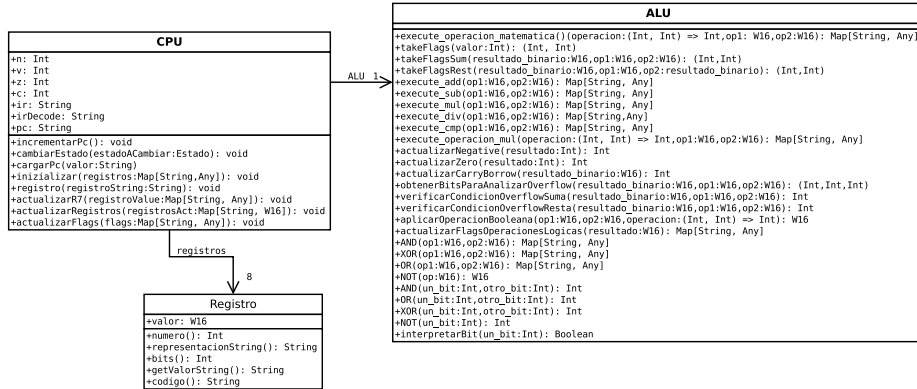 CPU
+n: Int
+v: Int
+z: Int
+c: Int
+ir: String
+irDecode: String
+pc: String
+incrementarPc(): void
+cambiarEstado(estadoACambiar:Estado): void
+cargarPc(valor:String)
+inizializar(registros:Map[String,Any]): void
+registro(registroString:String): void
+actualizarR7(registroValue:Map[String, Any]): void
+actualizarRegistros(registrosAct:Map[String, W16]): void
+actualizarFlags(flags:Map[String, Any]): void
ALU 1
ALU
+execute_operacion_matematica()(operacion:(Int, Int) => Int,op1: W16,op2:W16): Map[String, Any]
+takeFlags(valor:Int): (Int, Int)
+takeFlagsSum(resultado_binario:W16,op1:W16,op2:W16): (Int,Int)
+takeFlagsRest(resultado_binario:W16,op1:W16,op2:resultado_binario): (Int,Int)
+execute_add(op1:W16,op2:W16): Map[String, Any]
+execute_sub(op1:W16,op2:W16): Map[String, Any]
+execute_mul(op1:W16,op2:W16): Map[String, Any]
+execute_div(op1:W16,op2:W16): Map[String,Any]
+execute_cmp(op1:W16,op2:W16): Map[String, Any]
+execute_operacion_mul(operacion:(Int, Int) => Int,op1:W16,op2:W16): Map[String, Any]
+actualizarNegative(resultado:Int): Int
+actualizarZero(resultado:Int): Int
+actualizarCarryBorrow(resultado_binario:W16): Int
+obtenerBitsParaAnalizarOverflow(resultado_binario:W16,op1:W16,op2:W16): (Int,Int,Int)
+verificarCondicionOverflowSuma(resultado_binario:W16,op1:W16,op2:W16): Int
+verificarCondicionOverflowResta(resultado_binario:W16,op1:W16,op2:W16): Int
+aplicarOperacionBooleana(op1:W16,op2:W16,operacion:(Int, Int) => Int): W16
+actualizarFlagsOperacionesLogicas(resultado:W16): Map[String, Any]
+AND(op1:W16,op2:W16): Map[String, Any]
+XOR(op1:W16,op2:W16): Map[String, Any]
+OR(op1:W16,op2:W16): Map[String, Any]
+NOT(op:W16): W16
+AND(un_bit:Int,otro_bit:Int): Int
+OR(un_bit:Int,otro_bit:Int): Int
+XOR(un_bit:Int,otro_bit:Int): Int
+NOT(un_bit:Int): Int
+interpretarBit(un_bit:Int): Boolean
registros
8
Registro
+valor: W16
+numero(): Int
+representacionString(): String
+bits(): Int
+getValorString(): String
+codigo(): String